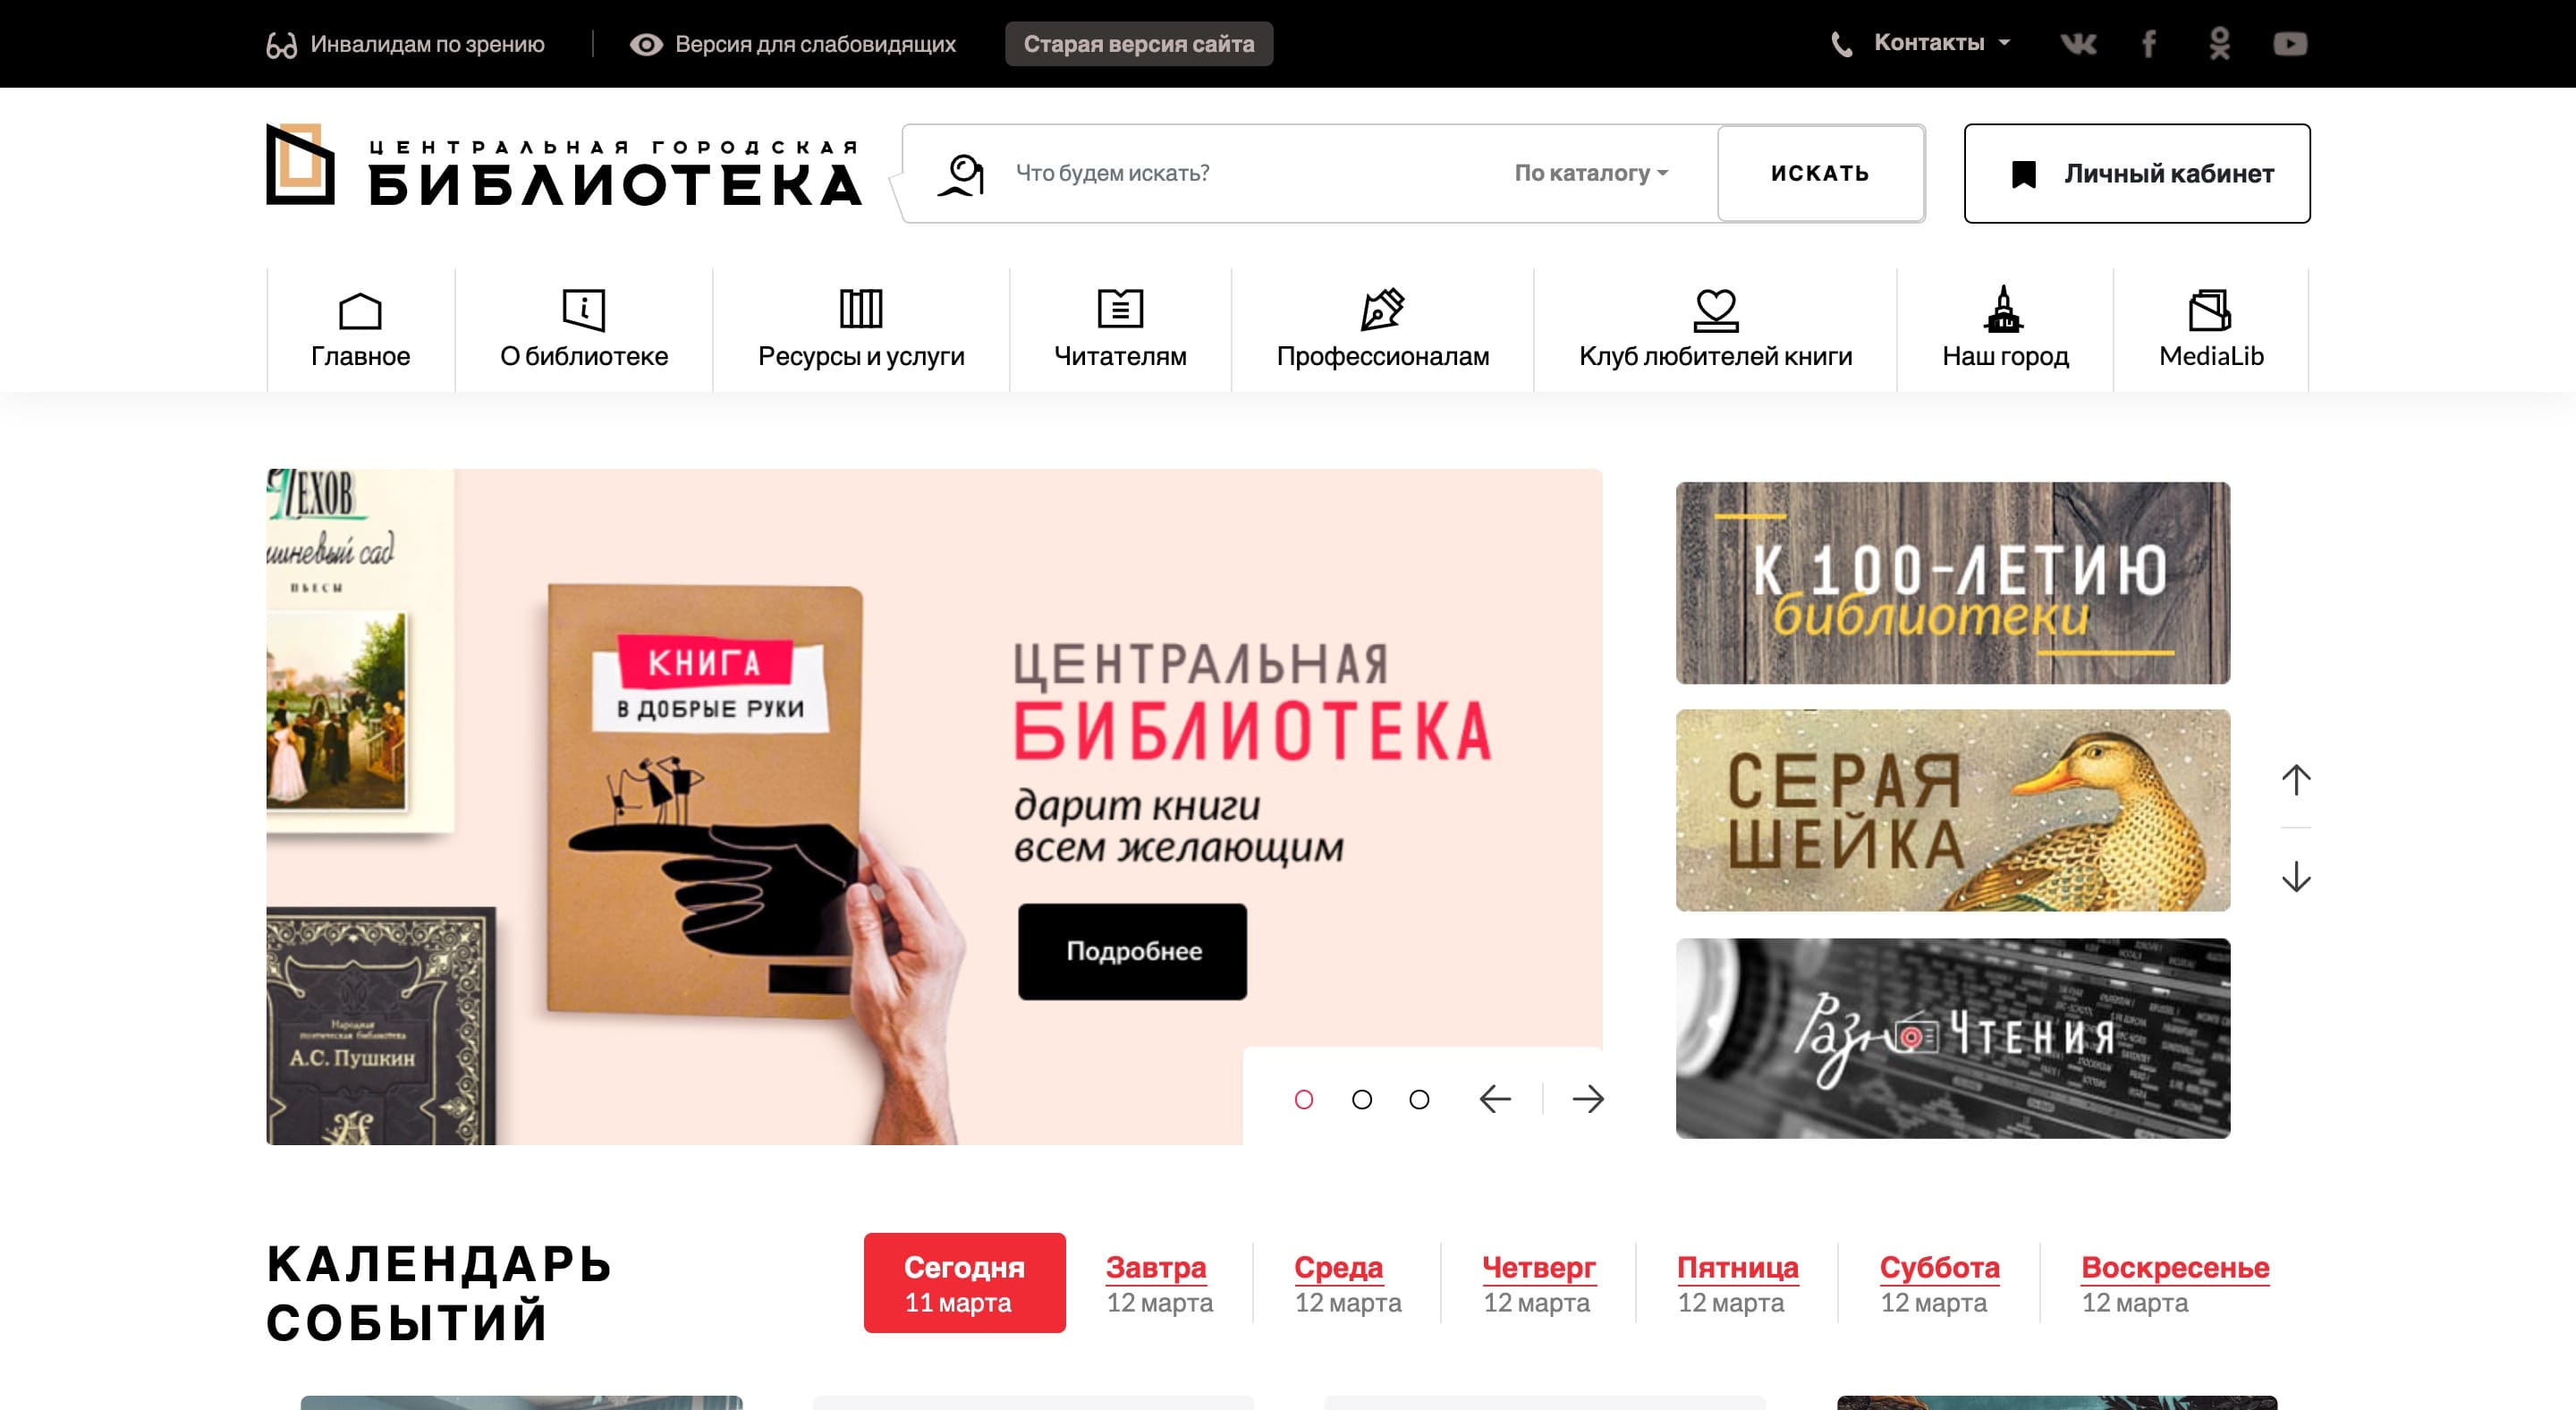 Инвалидам по зрению
Версия для слабовидящих
Старая версия сайта
Контакты
ЦЕНТРАЛЬНАЯ ГОРОДСКАЯ
БИБЛИОТЕКА
Что будем искать?
По каталогу
ИСКАТЬ
Личный кабинет
Главное
О библиотеке
Ресурсы и услуги
Читателям
Профессионалам
Клуб любителей книги
Наш город
MediaLib
ЧЕХОВ
шневый сад
ПЬЕСЫ
КНИГА
В ДОБРЫЕ РУКИ
Народная
поэтическая библиотека
А.С. Пушкин
ЦЕНТРАЛЬНАЯ
БИБЛИОТЕКА
дарит книги
всем желающим
Подробнее
К 100-ЛЕТИЮ
библиотеки
СЕРАЯ
ШЕЙКА
Разно Чтения
КАЛЕНДАРЬ
СОБЫТИЙ
Сегодня
11 марта
Завтра
12 марта
Среда
12 марта
Четверг
12 марта
Пятница
12 марта
Суббота
12 марта
Воскресенье
12 марта